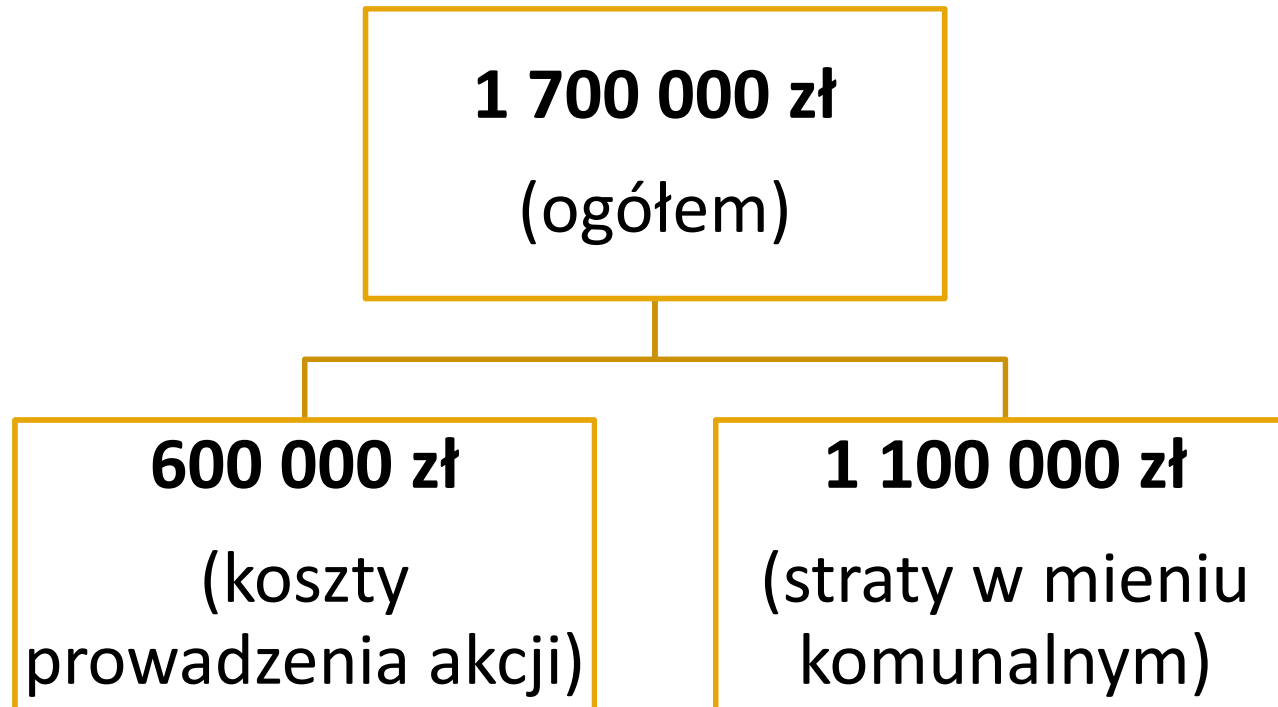 1 700 000 zł
(ogółem)
600 000 zł
(koszty
prowadzenia akcji)
1 100 000 zł
(straty w mieniu
komunalnym)